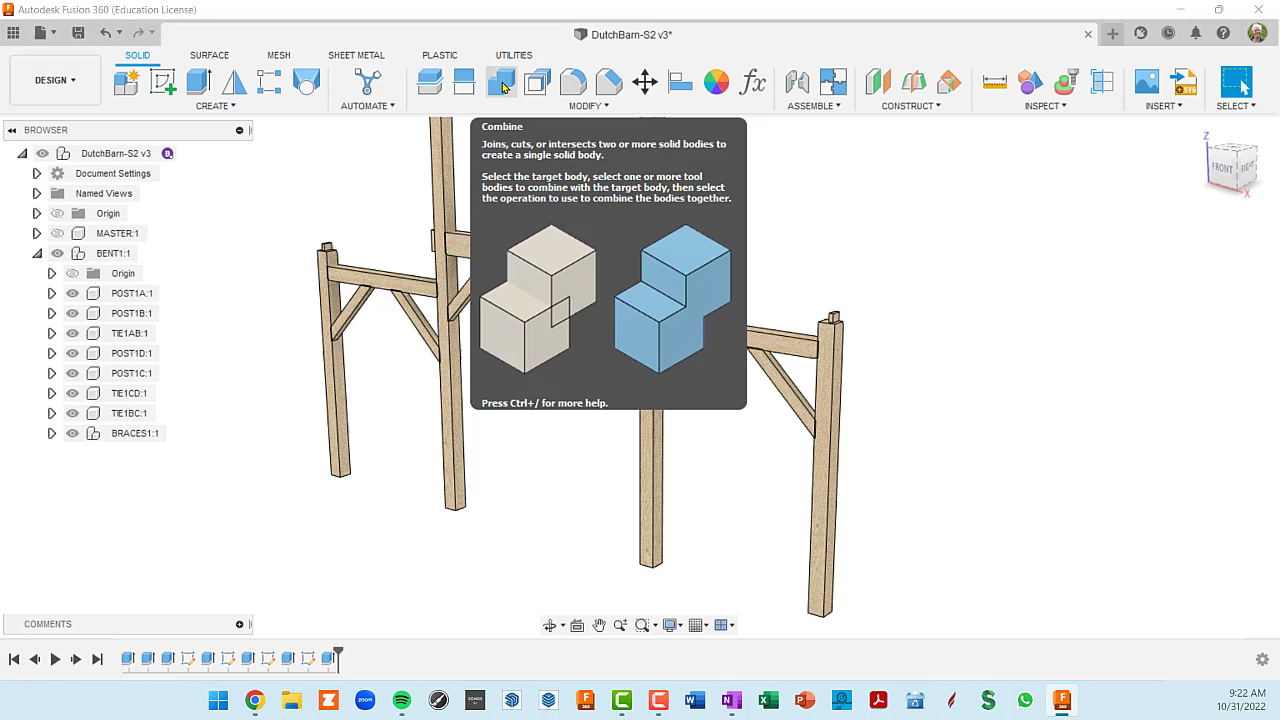 Autodesk Fusion 360 (Education License)
DutchBarn-S2 v3*
SOLID
SURFACE
MESH
SHEET METAL
PLASTIC
UTILITIES
DESIGN
CREATE
AUTOMATE
MODIFY
ASSEMBLE
CONSTRUCT
INSPECT
INSERT
SELECT
fx
SVG
BROWSER
DutchBarn-S2 v3
Document Settings
Named Views
Origin
MASTER:1
BENT1:1
Origin
POST1A:1
POST1B:1
TIE1AB:1
POST1D:1
POST1C:1
TIE1CD:1
TIE1BC:1
BRACES1:1
Combine
Joins, cuts, or intersects two or more solid bodies to
create a single solid body.
Select the target body, select one or more tool
bodies to combine with the target body, then select
the operation to use to combine the bodies together.
Press Ctrl+/ for more help.
Z
FRONT
RIGHT
X
COMMENTS
zoom
SONOS
9:22 AM
10/31/2022